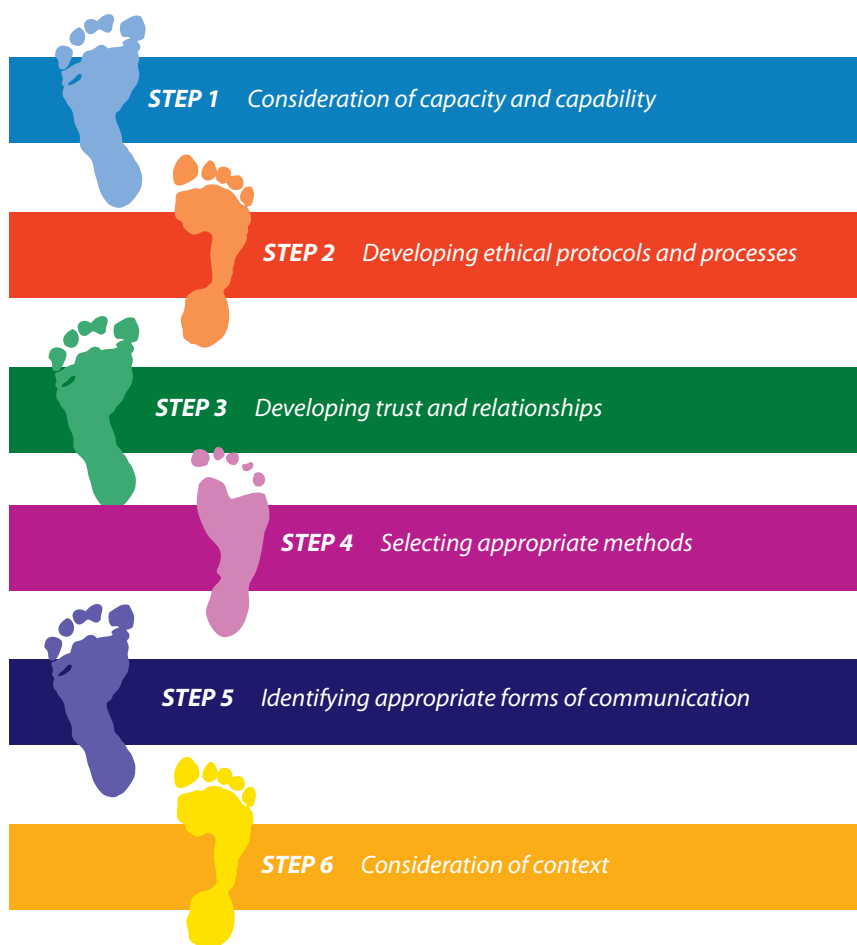 STEP 1 Consideration of capacity and capability
STEP 2 Developing ethical protocols and processes
STEP 3 Developing trust and relationships
STEP 4 Selecting appropriate methods
STEP 5 Identifying appropriate forms of communication
STEP 6 Consideration of context